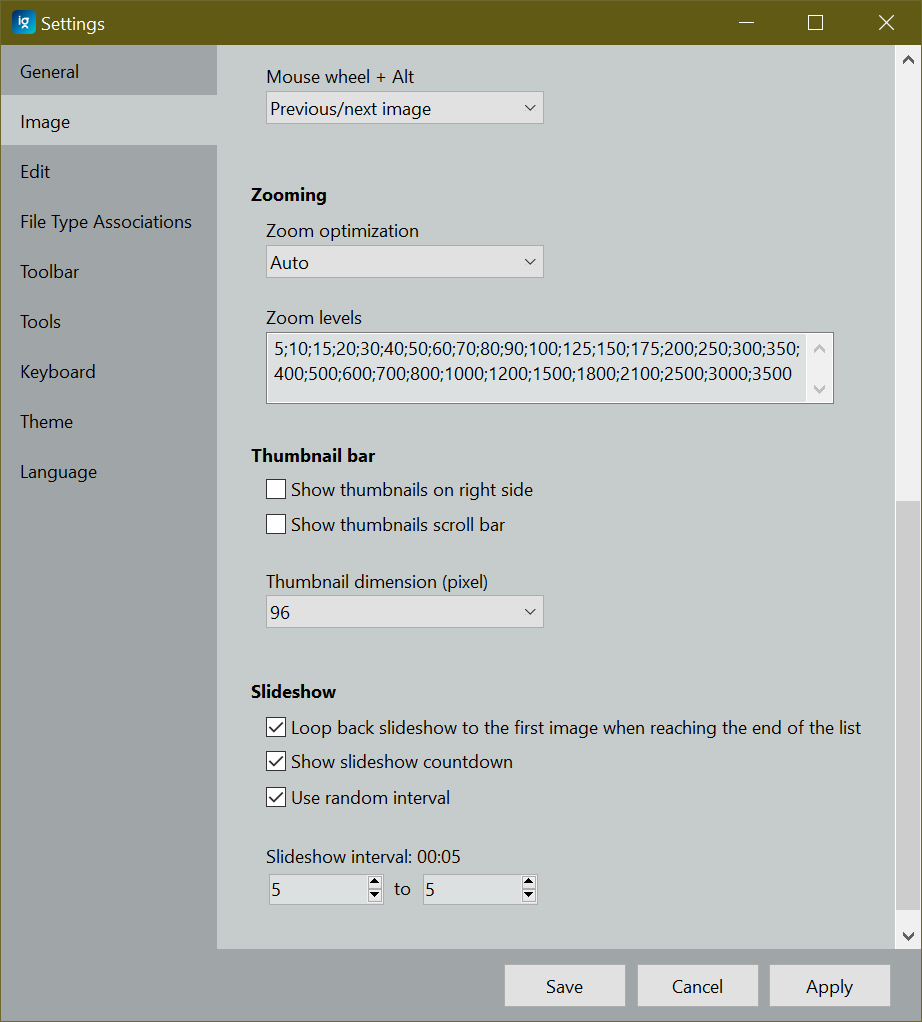 ig Settings
General
Image
Edit
File Type Associations
Toolbar
Tools
Keyboard
Theme
Language
Mouse wheel + Alt
Previous/next image
Zooming
Zoom optimization
Auto
Zoom levels
5;10;15;20;30;40;50;60;70;80;90;100;125;150;175;200;250;300;350;
400;500;600;700;800;1000;1200;1500;1800;2100;2500;3000;3500
Thumbnail bar
Show thumbnails on right side
Show thumbnails scroll bar
Thumbnail dimension (pixel)
96
Slideshow
Loop back slideshow to the first image when reaching the end of the list
Show slideshow countdown
Use random interval
Slideshow interval: 00:05
5 to 5
Save Cancel Apply